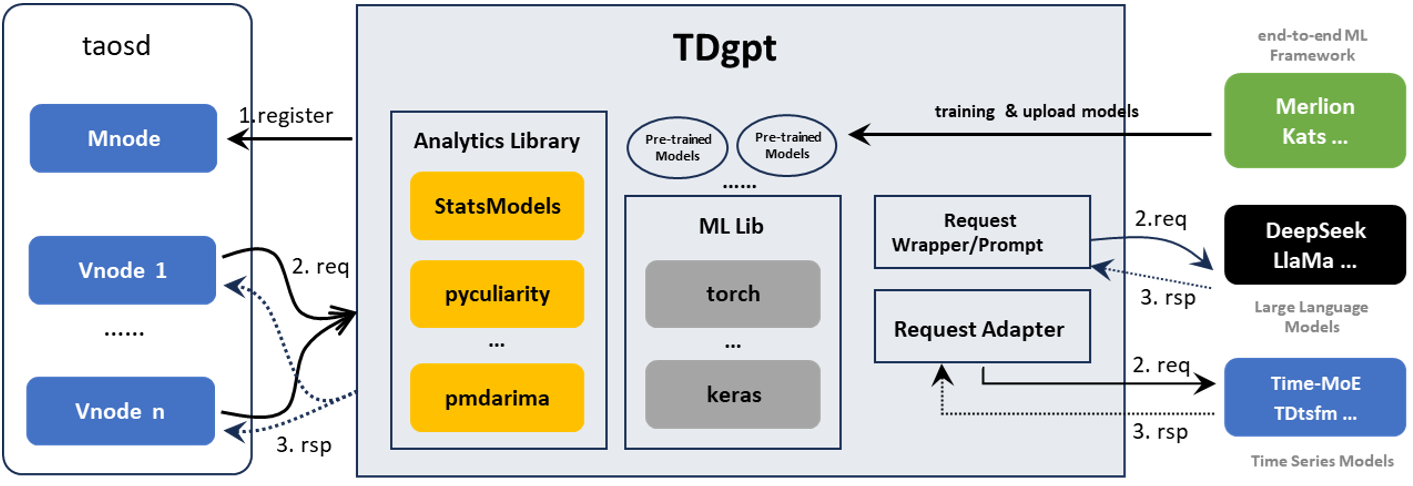 taosd
Mnode
Vnode 1
......
Vnode n
1.register
2. req
3. rsp
TDgpt
Analytics Library
StatsModels
pyculiarity
...
pmdarima
Pre-trained
Models
Pre-trained
Models
......
ML Lib
torch
...
keras
training & upload models
Request
Wrapper/Prompt
Request Adapter
2.req
3. rsp
2. req
3. rsp
end-to-end ML
Framework
Merlion
Kats ...
DeepSeek
LlaMa ...
Large Language
Models
Time-MoE
TDtsfm ...
Time Series Models